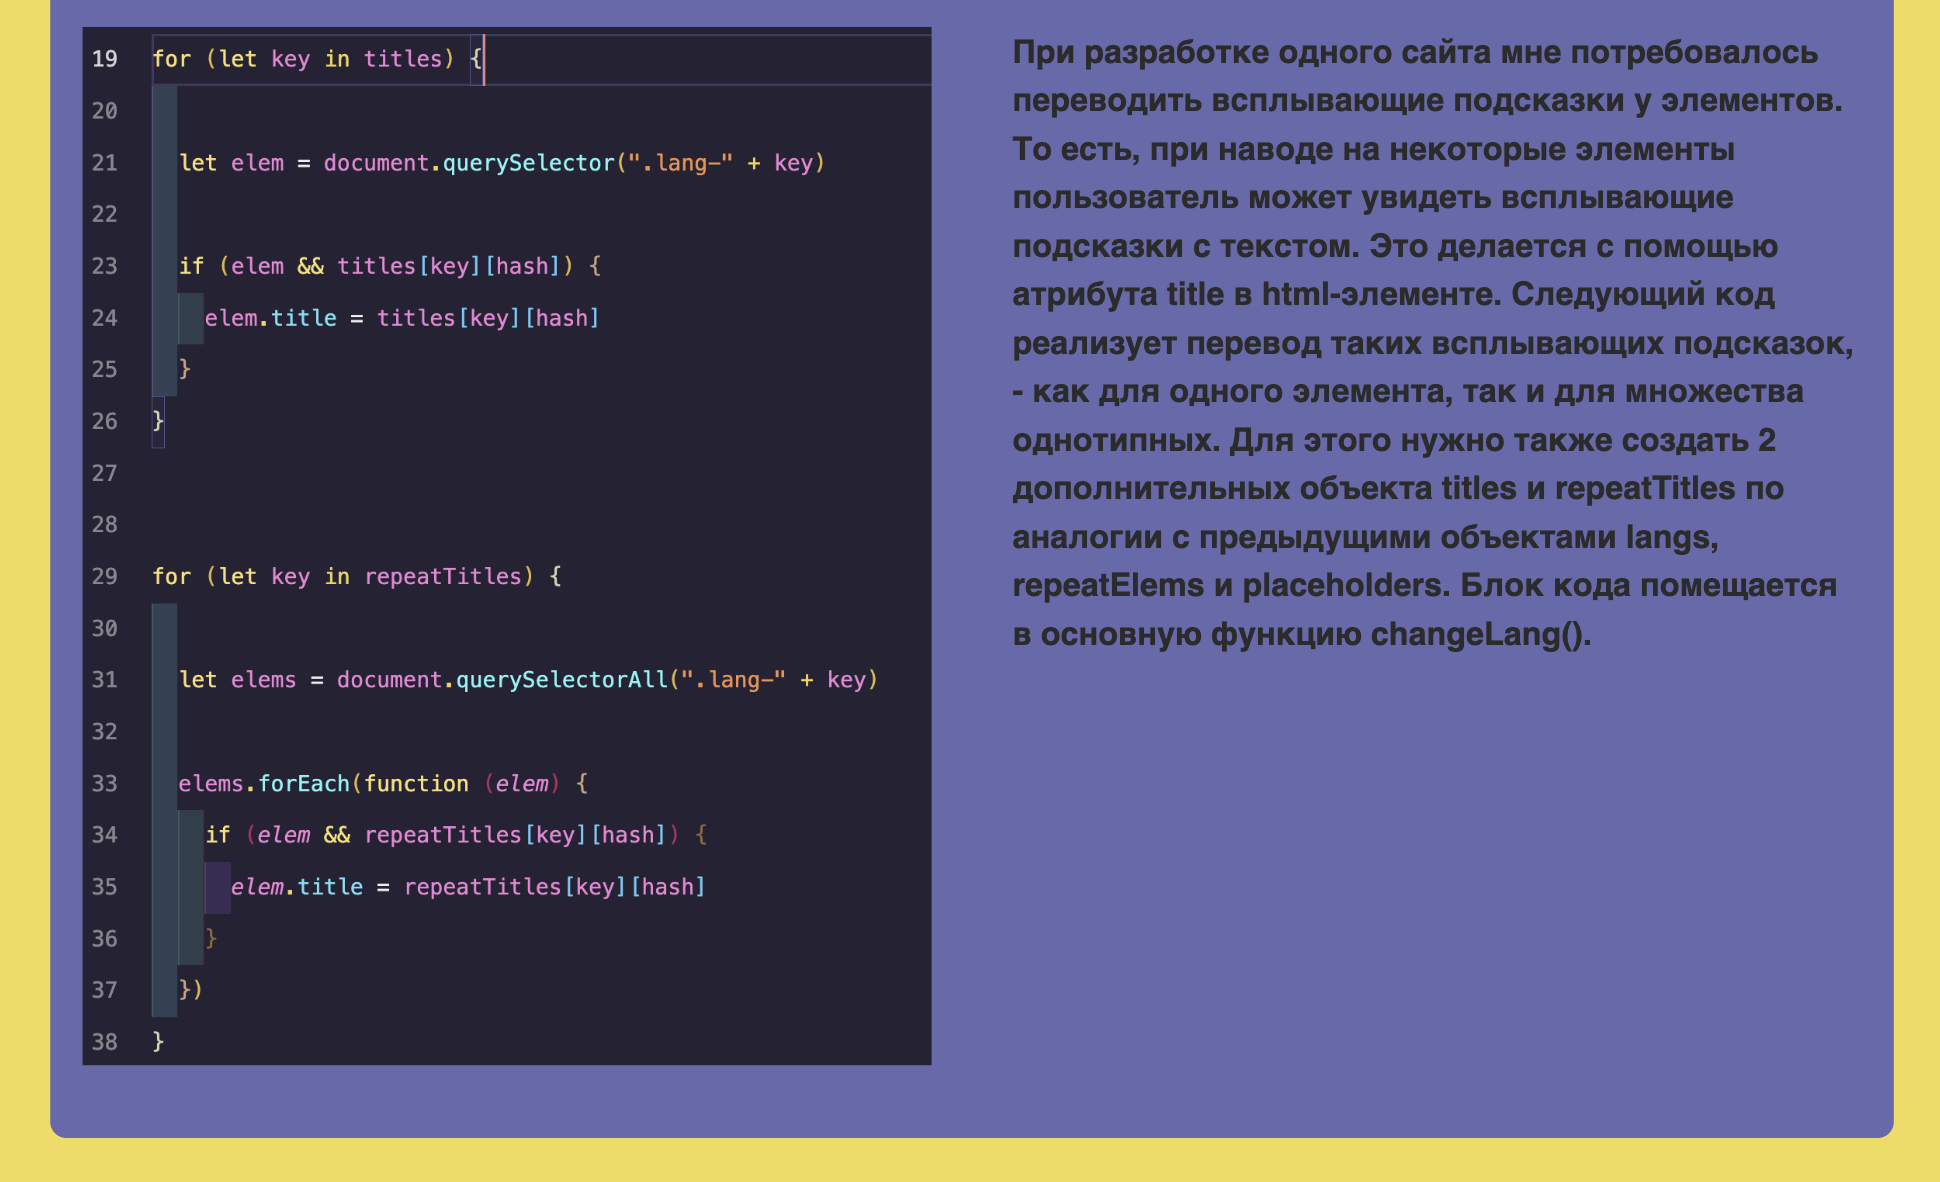 19 for (let key in titles) {
20
21 let elem = document.querySelector(".lang-" + key)
22
23 if (elem && titles[key][hash]) {
24 elem.title = titles[key][hash]
25 }
26 }
27
28
29 for (let key in repeatTitles) {
30
31 let elems = document.querySelectorAll(".lang-" + key)
32
33 elems.forEach(function (elem) {
34 if (elem && repeatTitles[key][hash]) {
35 elem.title = repeatTitles[key][hash]
36 }
37 })
38 }
При разработке одного сайта мне потребовалось
переводить всплывающие подсказки у элементов.
То есть, при наводе на некоторые элементы
пользователь может увидеть всплывающие
подсказки с текстом. Это делается с помощью
атрибута title в html-элементе. Следующий код
реализует перевод таких всплывающих подсказок,
- как для одного элемента, так и для множества
однотипных. Для этого нужно также создать 2
дополнительных объекта titles и repeatTitles по
аналогии с предыдущими объектами langs,
repeatElems и placeholders. Блок кода помещается
в основную функцию changeLang().